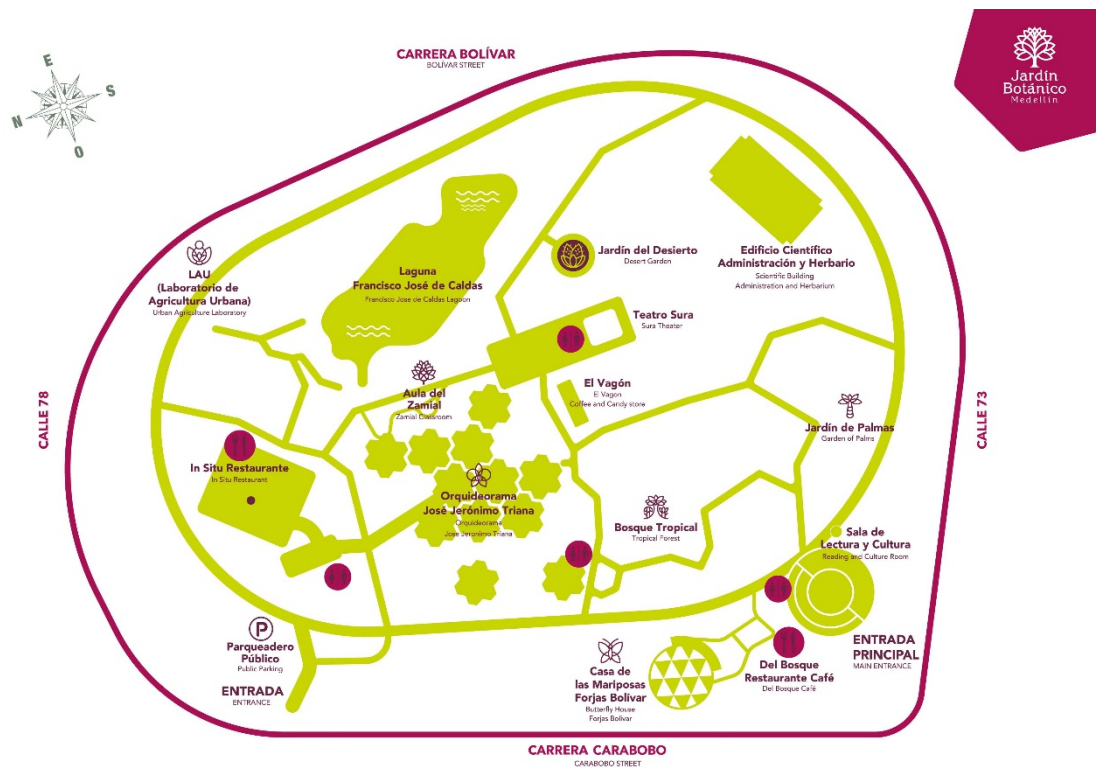 CARRERA BOLÍVAR
BOLÍVAR STREET
E
S
N
O
Jardín
Botánico
Medellín
LAU
(Laboratorio de
Agricultura Urbana)
Urban Agriculture Laboratory
Laguna
Francisco José de Caldas
Francisco Jose de Caldas Lagoon
Jardín del Desierto
Desert Garden
Edificio Científico
Administración y Herbario
Scientific Building
Administration and Herbarium
Teatro Sura
Sura Theater
Aula del
Zamial
Zamial Classroom
El Vagón
El Vagon
Coffee and Candy store
Jardín de Palmas
Garden of Palms
CALLE 78
CALLE 73
In Situ Restaurante
In Situ Restaurant
Orquideorama
José Jerónimo Triana
Orquideorama
Jose Jeronimo Triana
Bosque Tropical
Tropical Forest
Sala de
Lectura y Cultura
Reading and Culture Room
P
Parqueadero
Público
Public Parking
ENTRADA
ENTRANCE
Casa de
las Mariposas
Forjas Bolívar
Butterfly House
Forjas Bolívar
Del Bosque
Restaurante Café
Del Bosque Café
ENTRADA
PRINCIPAL
MAIN ENTRANCE
CARRERA CARABOBO
CARABOBO STREET